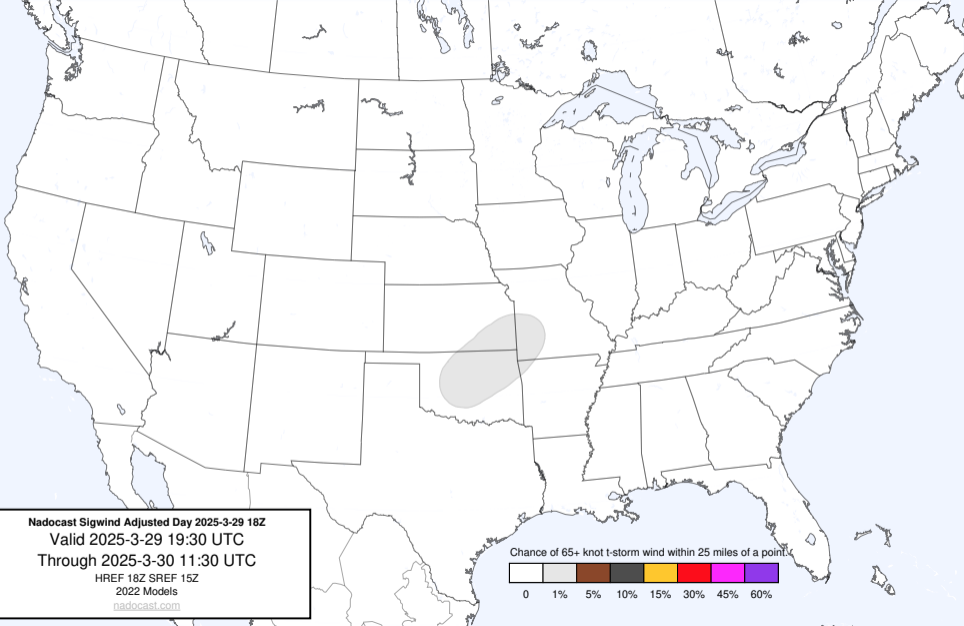 Nadocast Sigwind Adjusted Day 2025-3-29 18Z
Valid 2025-3-29 19:30 UTC
Through 2025-3-30 11:30 UTC
HREF 18Z SREF 15Z
2022 Models
nadocast.com
Chance of 65+ knot t-storm wind within 25 miles of a point.
0 1% 5% 10% 15% 30% 45% 60%